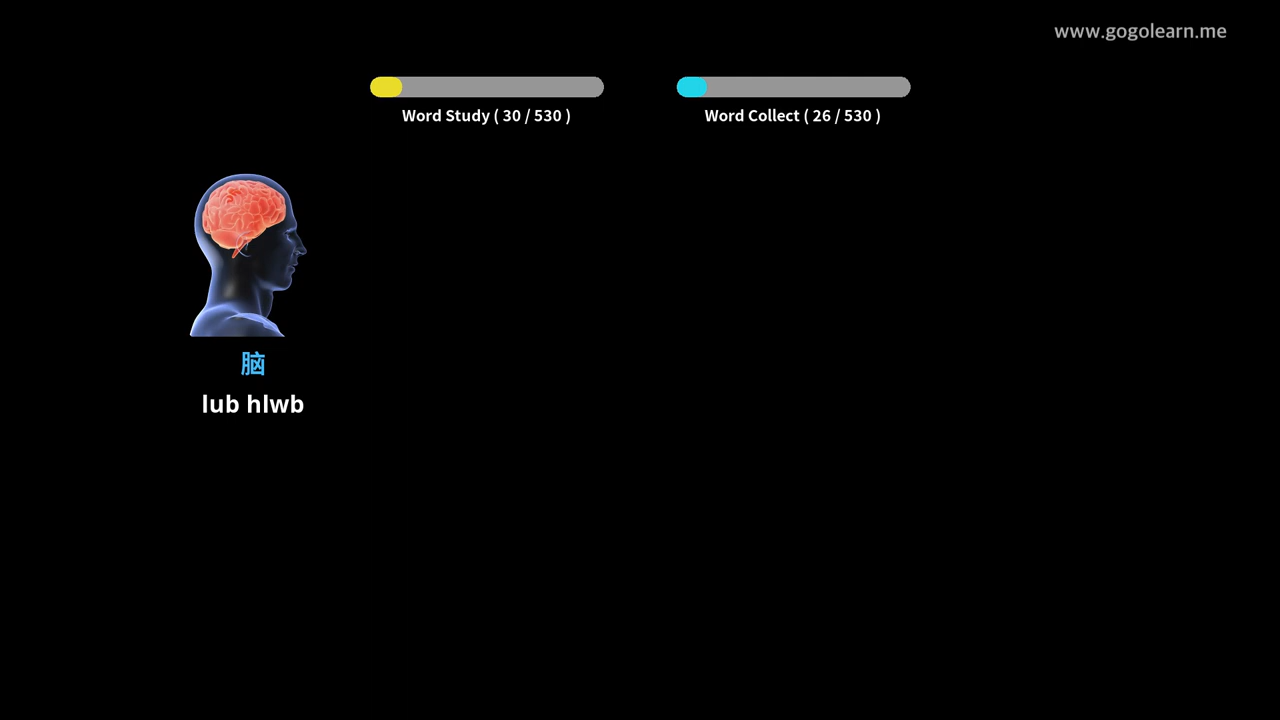 www.gogolearn.me
Word Study ( 30 / 530 )
Word Collect ( 26 / 530 )
脑
lub hlwb